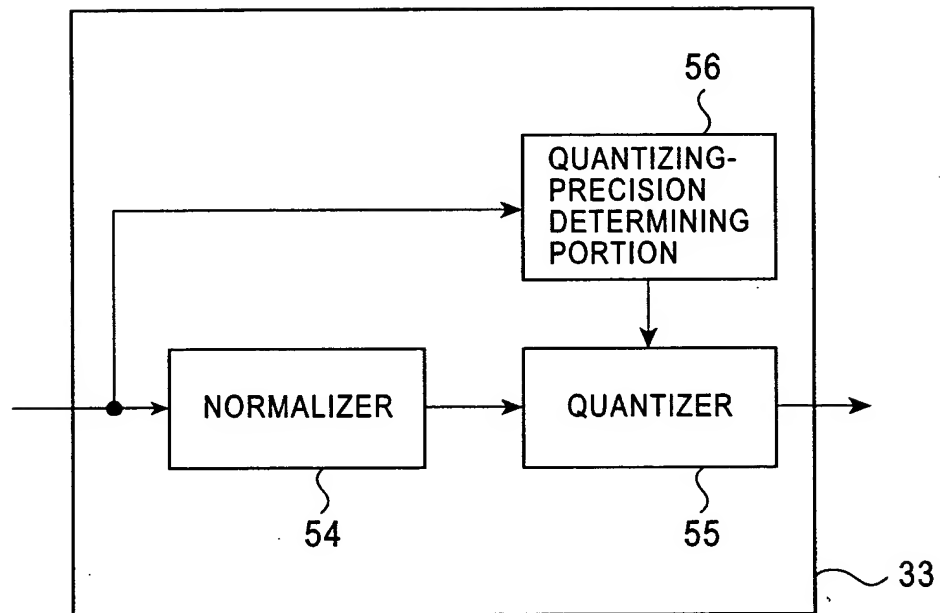 56
QUANTIZING-
PRECISION
DETERMINING
PORTION
NORMALIZER
QUANTIZER
54
55
33